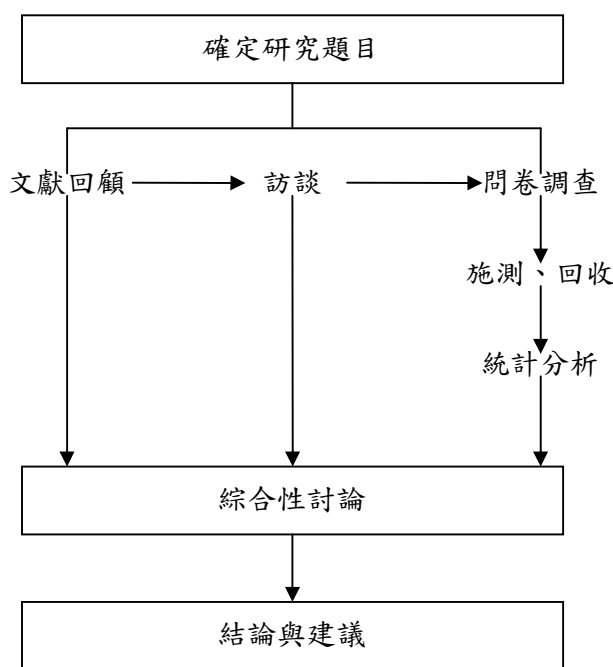 確定研究題目
文獻回顧
訪談
問卷調查
施測、回收
統計分析
綜合性討論
結論與建議